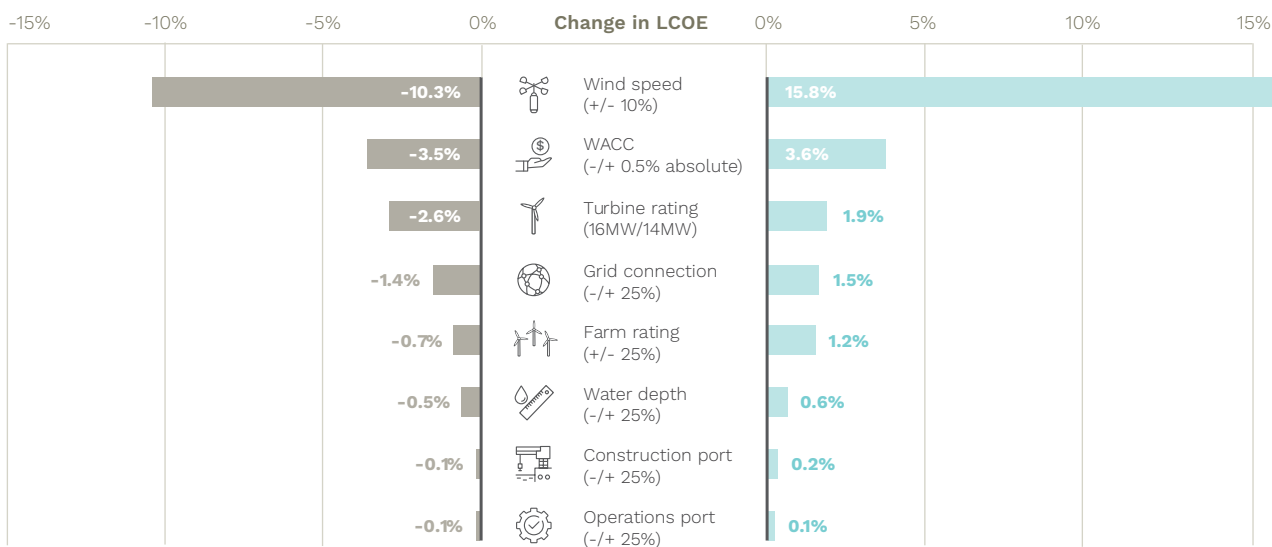 -15% -10% -5% 0% Change in LCOE 0% 5% 10% 15%
-10.3% Wind speed 15.8%
(+/- 10%)
-3.5% WACC 3.6%
(-/+ 0.5% absolute)
-2.6% Turbine rating 1.9%
(16MW/14MW)
-1.4% Grid connection 1.5%
(-/+ 25%)
-0.7% Farm rating 1.2%
(+/- 25%)
-0.5% Water depth 0.6%
(-/+ 25%)
-0.1% Construction port 0.2%
(-/+ 25%)
-0.1% Operations port 0.1%
(-/+ 25%)